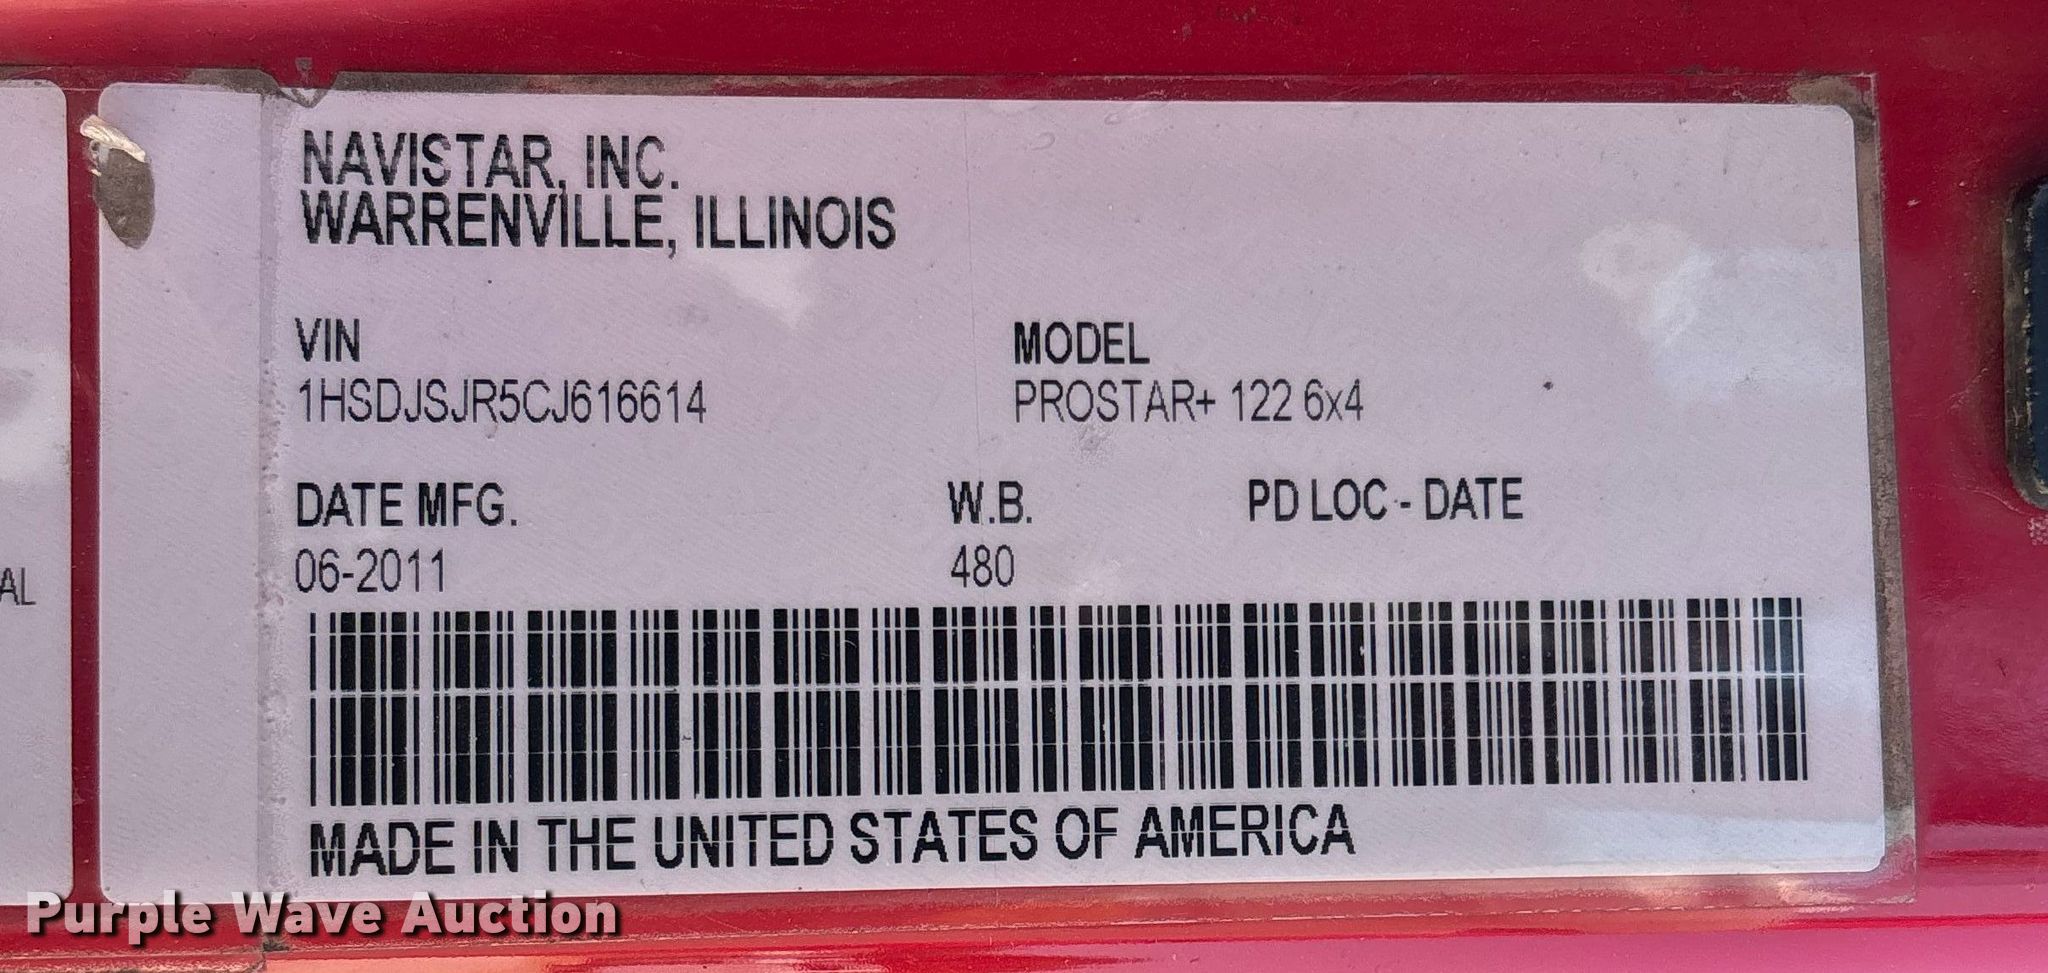 NAVISTAR, INC.
WARRENVILLE, ILLINOIS
VIN
1HSDJSJR5CJ616614
MODEL
PROSTAR+ 122 6x4
DATE MFG.
06-2011
W.B.
480
PD LOC - DATE
AL
MADE IN THE UNITED STATES OF AMERICA
Purple Wave Auction